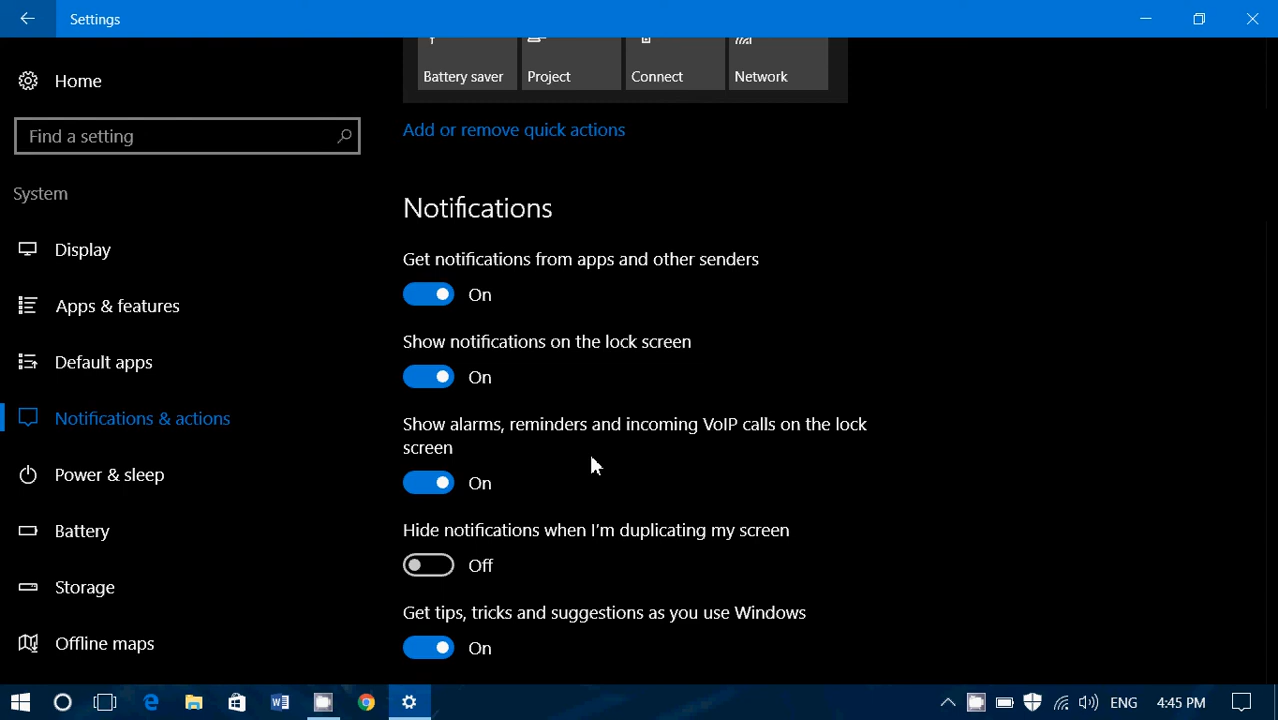 Settings
Home
Find a setting
System
Display
Apps & features
Default apps
Notifications & actions
Power & sleep
Battery
Storage
Offline maps
Battery saver
Project
Connect
Network
Add or remove quick actions
Notifications
Get notifications from apps and other senders
On
Show notifications on the lock screen
On
Show alarms, reminders and incoming VoIP calls on the lock
screen
On
Hide notifications when I'm duplicating my screen
Off
Get tips, tricks and suggestions as you use Windows
On
ENG
4:45 PM